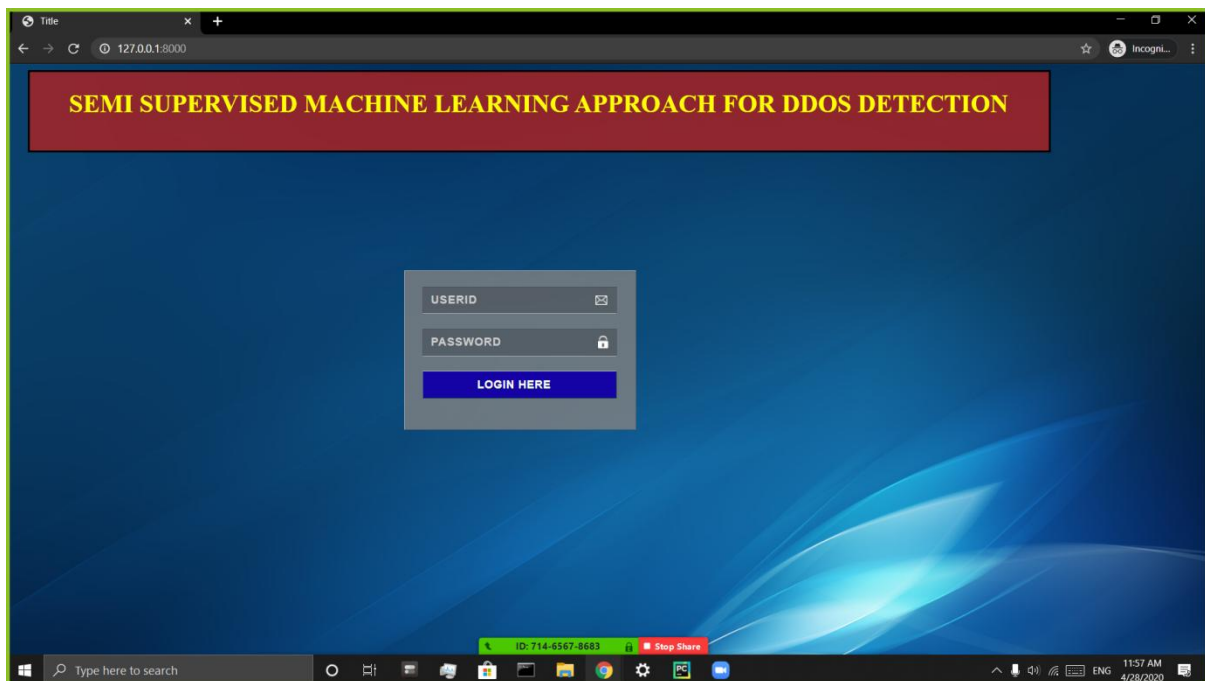 Title
127.0.0.1:8000
Incogni...
SEMI SUPERVISED MACHINE LEARNING APPROACH FOR DDOS DETECTION
USERID
PASSWORD
LOGIN HERE
ID: 714-6567-8683
Stop Share
Type here to search
PC
ENG
11:57 AM
4/28/2020